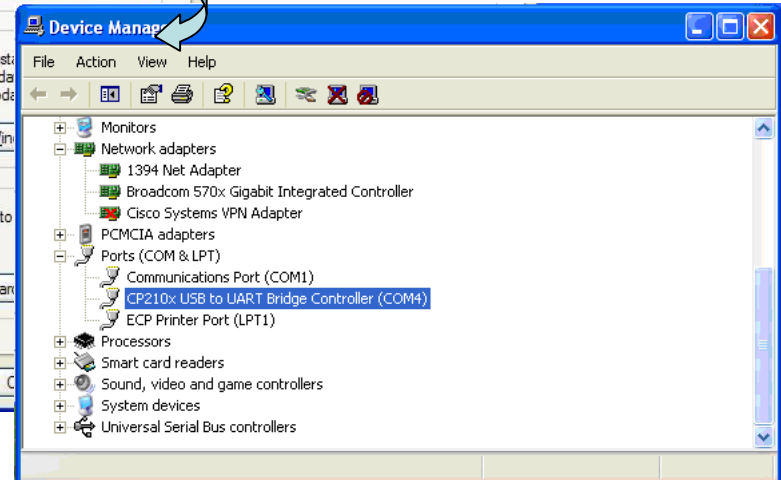 Device Manag
File Action View Help
Monitors
Network adapters
1394 Net Adapter
Broadcom 570x Gigabit Integrated Controller
Cisco Systems VPN Adapter
PCMCIA adapters
Ports (COM & LPT)
Communications Port (COM1)
CP210x USB to UART Bridge Controller (COM4)
ECP Printer Port (LPT1)
Processors
Smart card readers
Sound, video and game controllers
System devices
Universal Serial Bus controllers